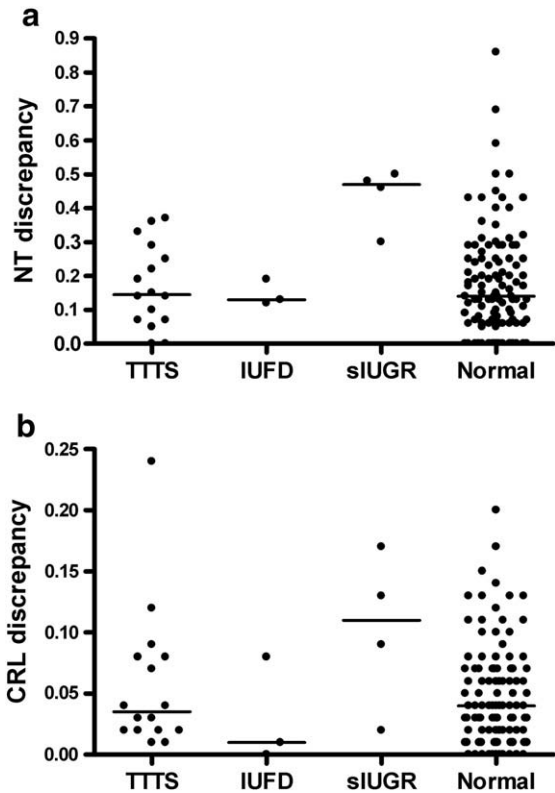 a
NT discrepancy
0.9
0.8
0.7
0.6
0.5
0.4
0.3
0.2
0.1
0.0
TTTS IUFD sIUGR Normal
b
CRL discrepancy
0.25
0.20
0.15
0.10
0.05
0.00
TTTS IUFD sIUGR Normal